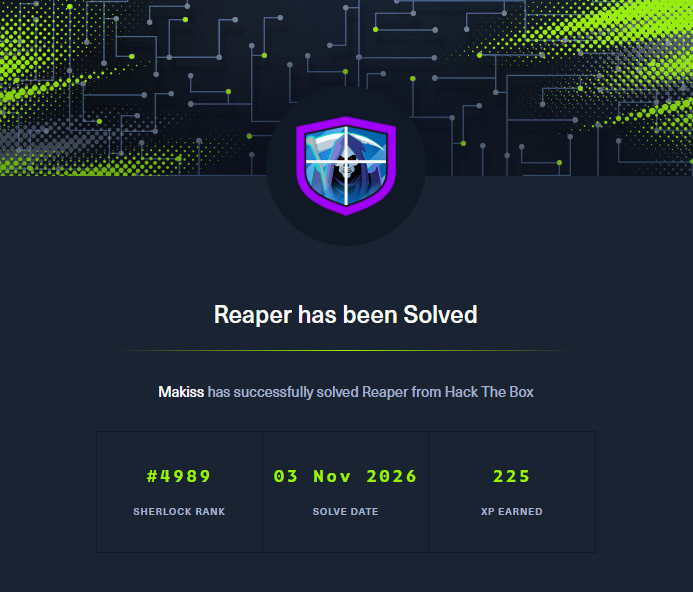 Reaper has been Solved
Makiss has successfully solved Reaper from Hack The Box
#4989
SHERLOCK RANK
03 Nov 2026
SOLVE DATE
225
XP EARNED